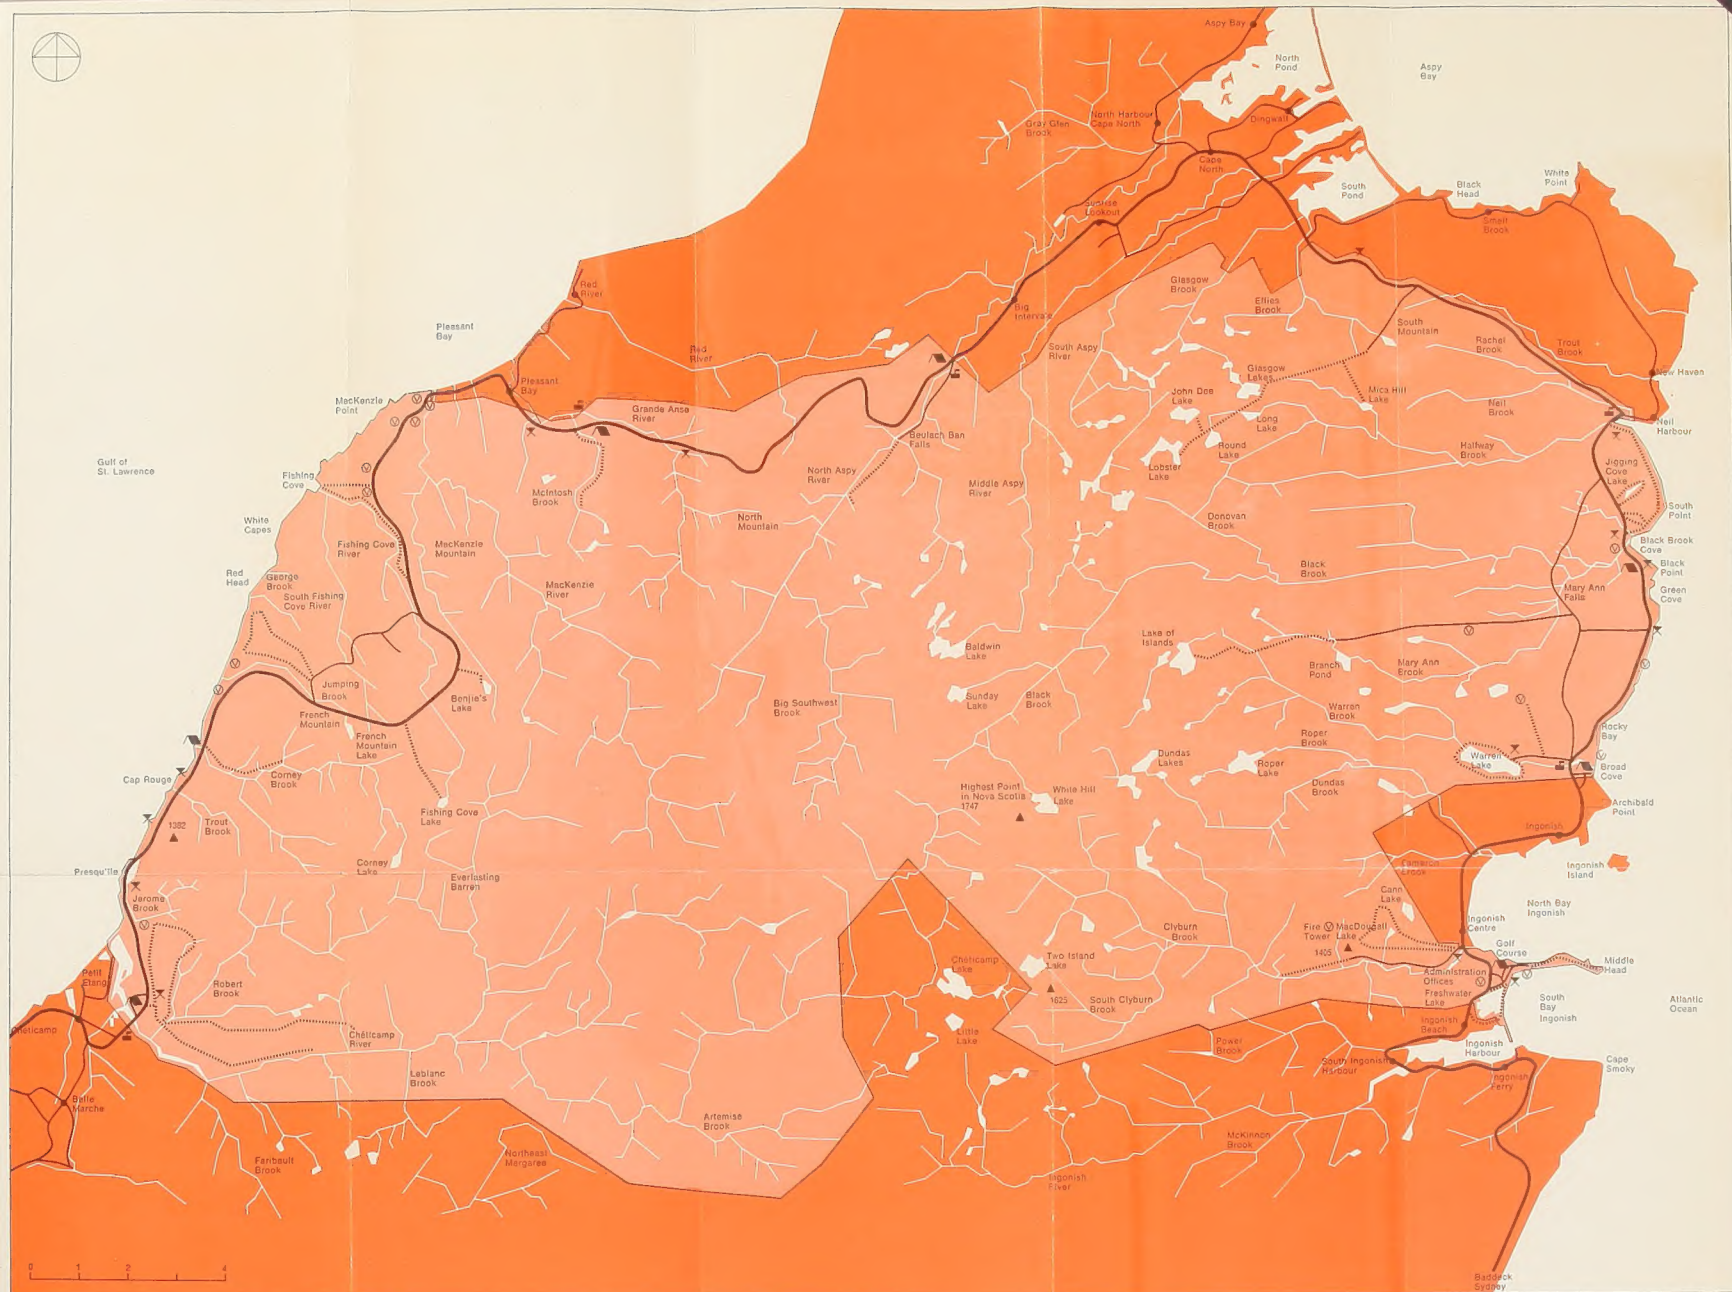 Aspy Bay
North
Pond
Aspy
Bay
North Harbour
Cape North
Gray Glen
Brook
Dingwall
Cape
North
South
Pond
Black
Head
White
Point
Smelt
Brook
Sunrise
Lookout
Red
River
Glasgow
Brook
Effies
Brook
Big
Intervale
South
Mountain
Pleasant
Bay
Red
River
South Aspy
River
Rachel
Brook
Trout
Brook
New Haven
Pleasant
Bay
Glasgow
Lakes
John Dee
Lake
Mica Hill
Lake
MacKenzie
Point
Grande Anse
River
Neil
Brook
Neil
Harbour
Long
Lake
Beulach Ban
Falls
Round
Lake
Halfway
Brook
Gulf of
St. Lawrence
Fishing
Cove
McIntosh
Brook
North Aspy
River
Lobster
Lake
Jigging
Cove
Lake
Middle Aspy
River
White
Capes
North
Mountain
Donovan
Brook
South
Point
Fishing Cove
River
MacKenzie
Mountain
Black Brook
Cove
Red
Head
George
Brook
South Fishing
Cove River
MacKenzie
River
Black
Brook
Black
Point
Mary Ann
Falls
Green
Cove
Lake of
Islands
Baldwin
Lake
Branch
Pond
Mary Ann
Brook
Jumping
Brook
Benjie's
Lake
Sunday
Lake
Black
Brook
Big Southwest
Brook
Warren
Brook
French
Mountain
French
Mountain
Lake
Roper
Brook
Rocky
Bay
Cap Rouge
Corney
Brook
Dundas
Lakes
Roper
Lake
Warren
Lake
Broad
Cove
Dundas
Brook
Highest Point
in Nova Scotia
1747
White Hill
Lake
Archibald
Point
Fishing Cove
Lake
1382
Trout
Brook
Ingonish
Presqu'Ile
Corney
Lake
Everlasting
Barren
Cameron
Brook
Ingonish
Island
Jerome
Brook
Cann
Lake
North Bay
Ingonish
Clyburn
Brook
Fire
Tower
MacDougall
Lake
1405
Ingonish
Centre
Golf
Course
Middle
Head
Petit
Etang
Robert
Brook
Chéticamp
Lake
Two Island
Lake
1625
South Clyburn
Brook
Administration
Offices
Freshwater
Lake
South
Bay
Ingonish
Atlantic
Ocean
Chéticamp
Chéticamp
River
Little
Lake
Ingonish
Beach
Power
Brook
Ingonish
Harbour
South Ingonish
Harbour
Cape
Smoky
Leblanc
Brook
Ingonish
Ferry
Belle
Marche
Artemise
Brook
McKinnon
Brook
Faribault
Brook
Northeast
Margaree
Ingonish
River
0 1 2 4
Baddeck
Sydney